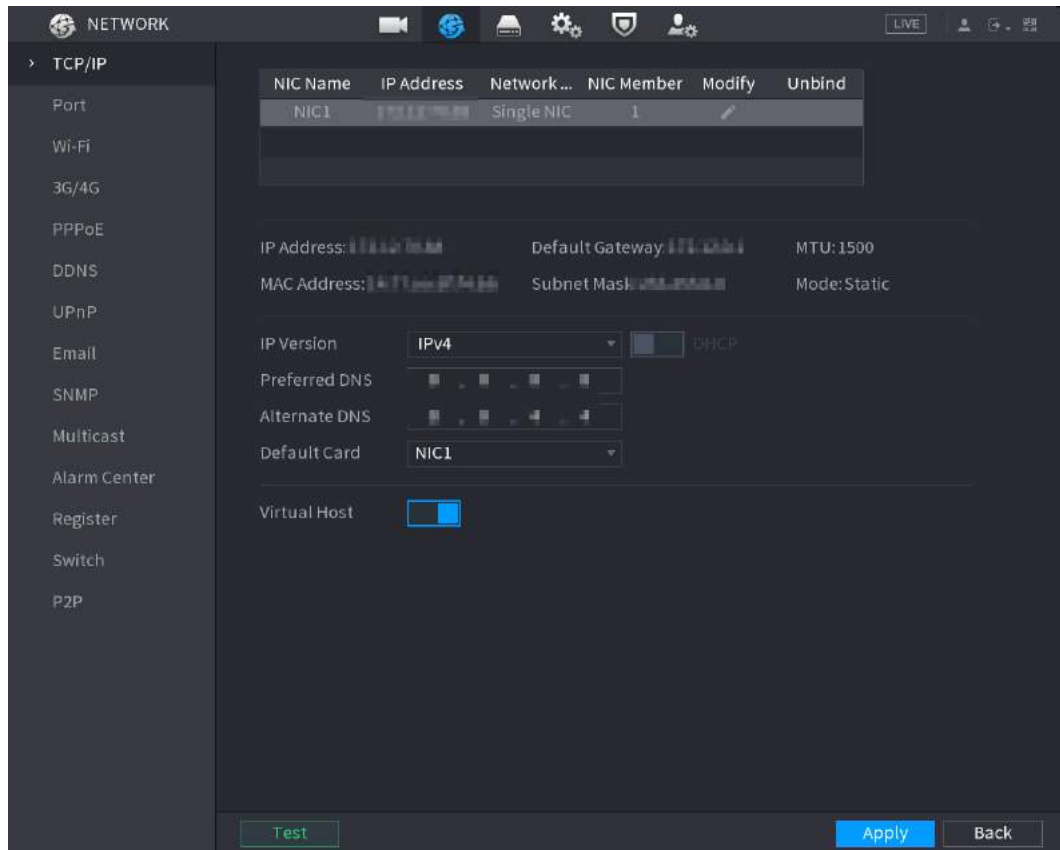 NETWORK
LIVE
TCP/IP
Port
Wi-Fi
3G/4G
PPPoE
DDNS
UPnP
Email
SNMP
Multicast
Alarm Center
Register
Switch
P2P
NIC Name IP Address Network... NIC Member Modify Unbind
NIC1 Single NIC 1
IP Address: Default Gateway: MTU:1500
MAC Address: Subnet Mask Mode:Static
IP Version IPv4 DHCP
Preferred DNS
Alternate DNS
Default Card NIC1
Virtual Host
Test Apply Back